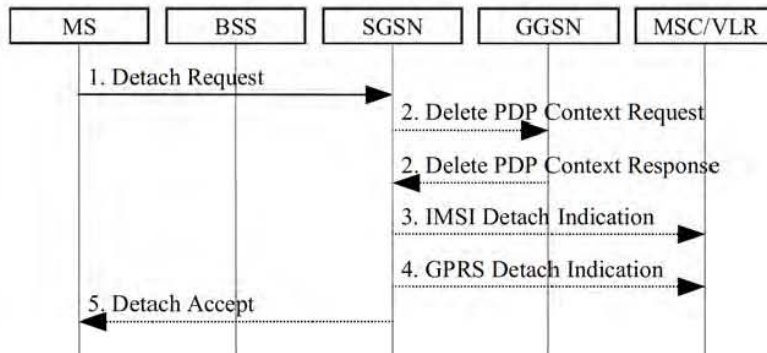 MS BSS SGSN GGSN MSC/VLR
1. Detach Request
2. Delete PDP Context Request
2. Delete PDP Context Response
3. IMSI Detach Indication
4. GPRS Detach Indication
5. Detach Accept